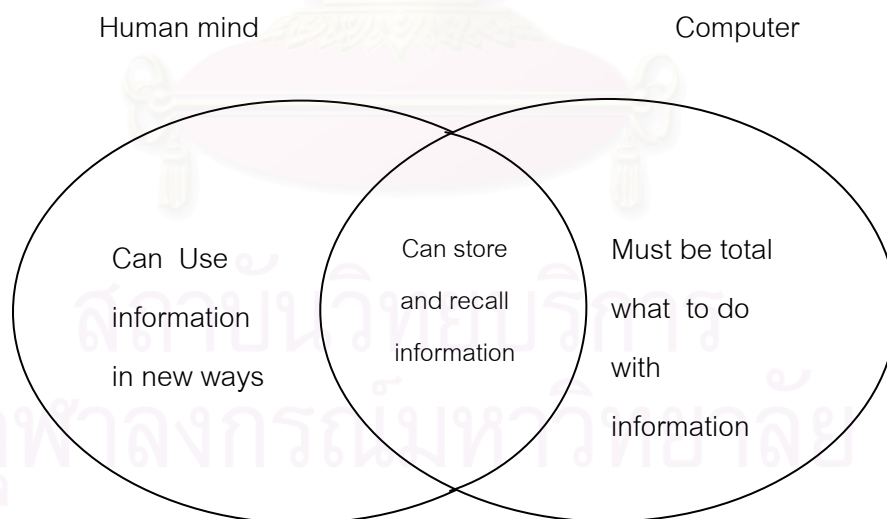 Human mind
Computer
Can Use
information
in new ways
Can store
and recall
information
Must be total
what to do
with
information
สถาบันวิทยบริการ
จุฬาลงกรณ์มหาวิทยาลัย